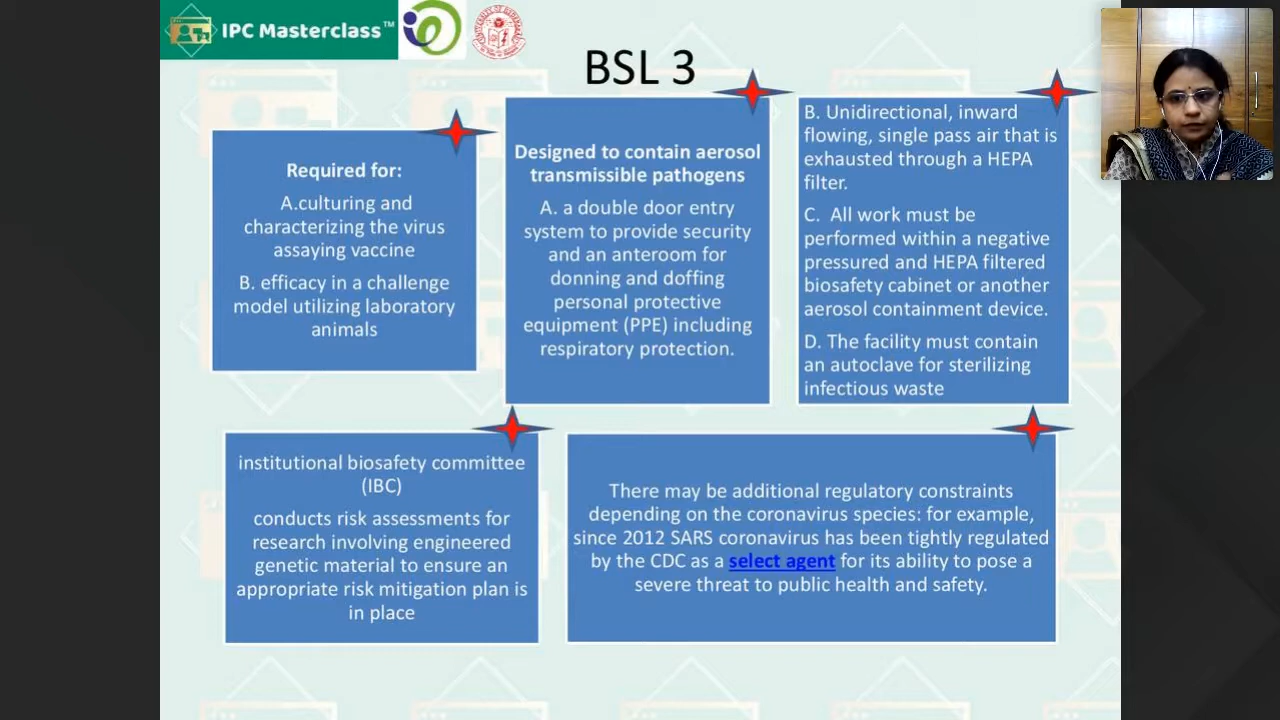 IPC Masterclass™
BSL 3
Required for:
A.culturing and
characterizing the virus
assaying vaccine
B. efficacy in a challenge
model utilizing laboratory
animals
Designed to contain aerosol
transmissible pathogens
A. a double door entry
system to provide security
and an anteroom for
donning and doffing
personal protective
equipment (PPE) including
respiratory protection.
B. Unidirectional, inward
flowing, single pass air that is
exhausted through a HEPA
filter.
C.  All work must be
performed within a negative
pressured and HEPA filtered
biosafety cabinet or another
aerosol containment device.
D. The facility must contain
an autoclave for sterilizing
infectious waste
institutional biosafety committee
(IBC)
conducts risk assessments for
research involving engineered
genetic material to ensure an
appropriate risk mitigation plan is
in place
There may be additional regulatory constraints
depending on the coronavirus species: for example,
since 2012 SARS coronavirus has been tightly regulated
by the CDC as a select agent for its ability to pose a
severe threat to public health and safety.